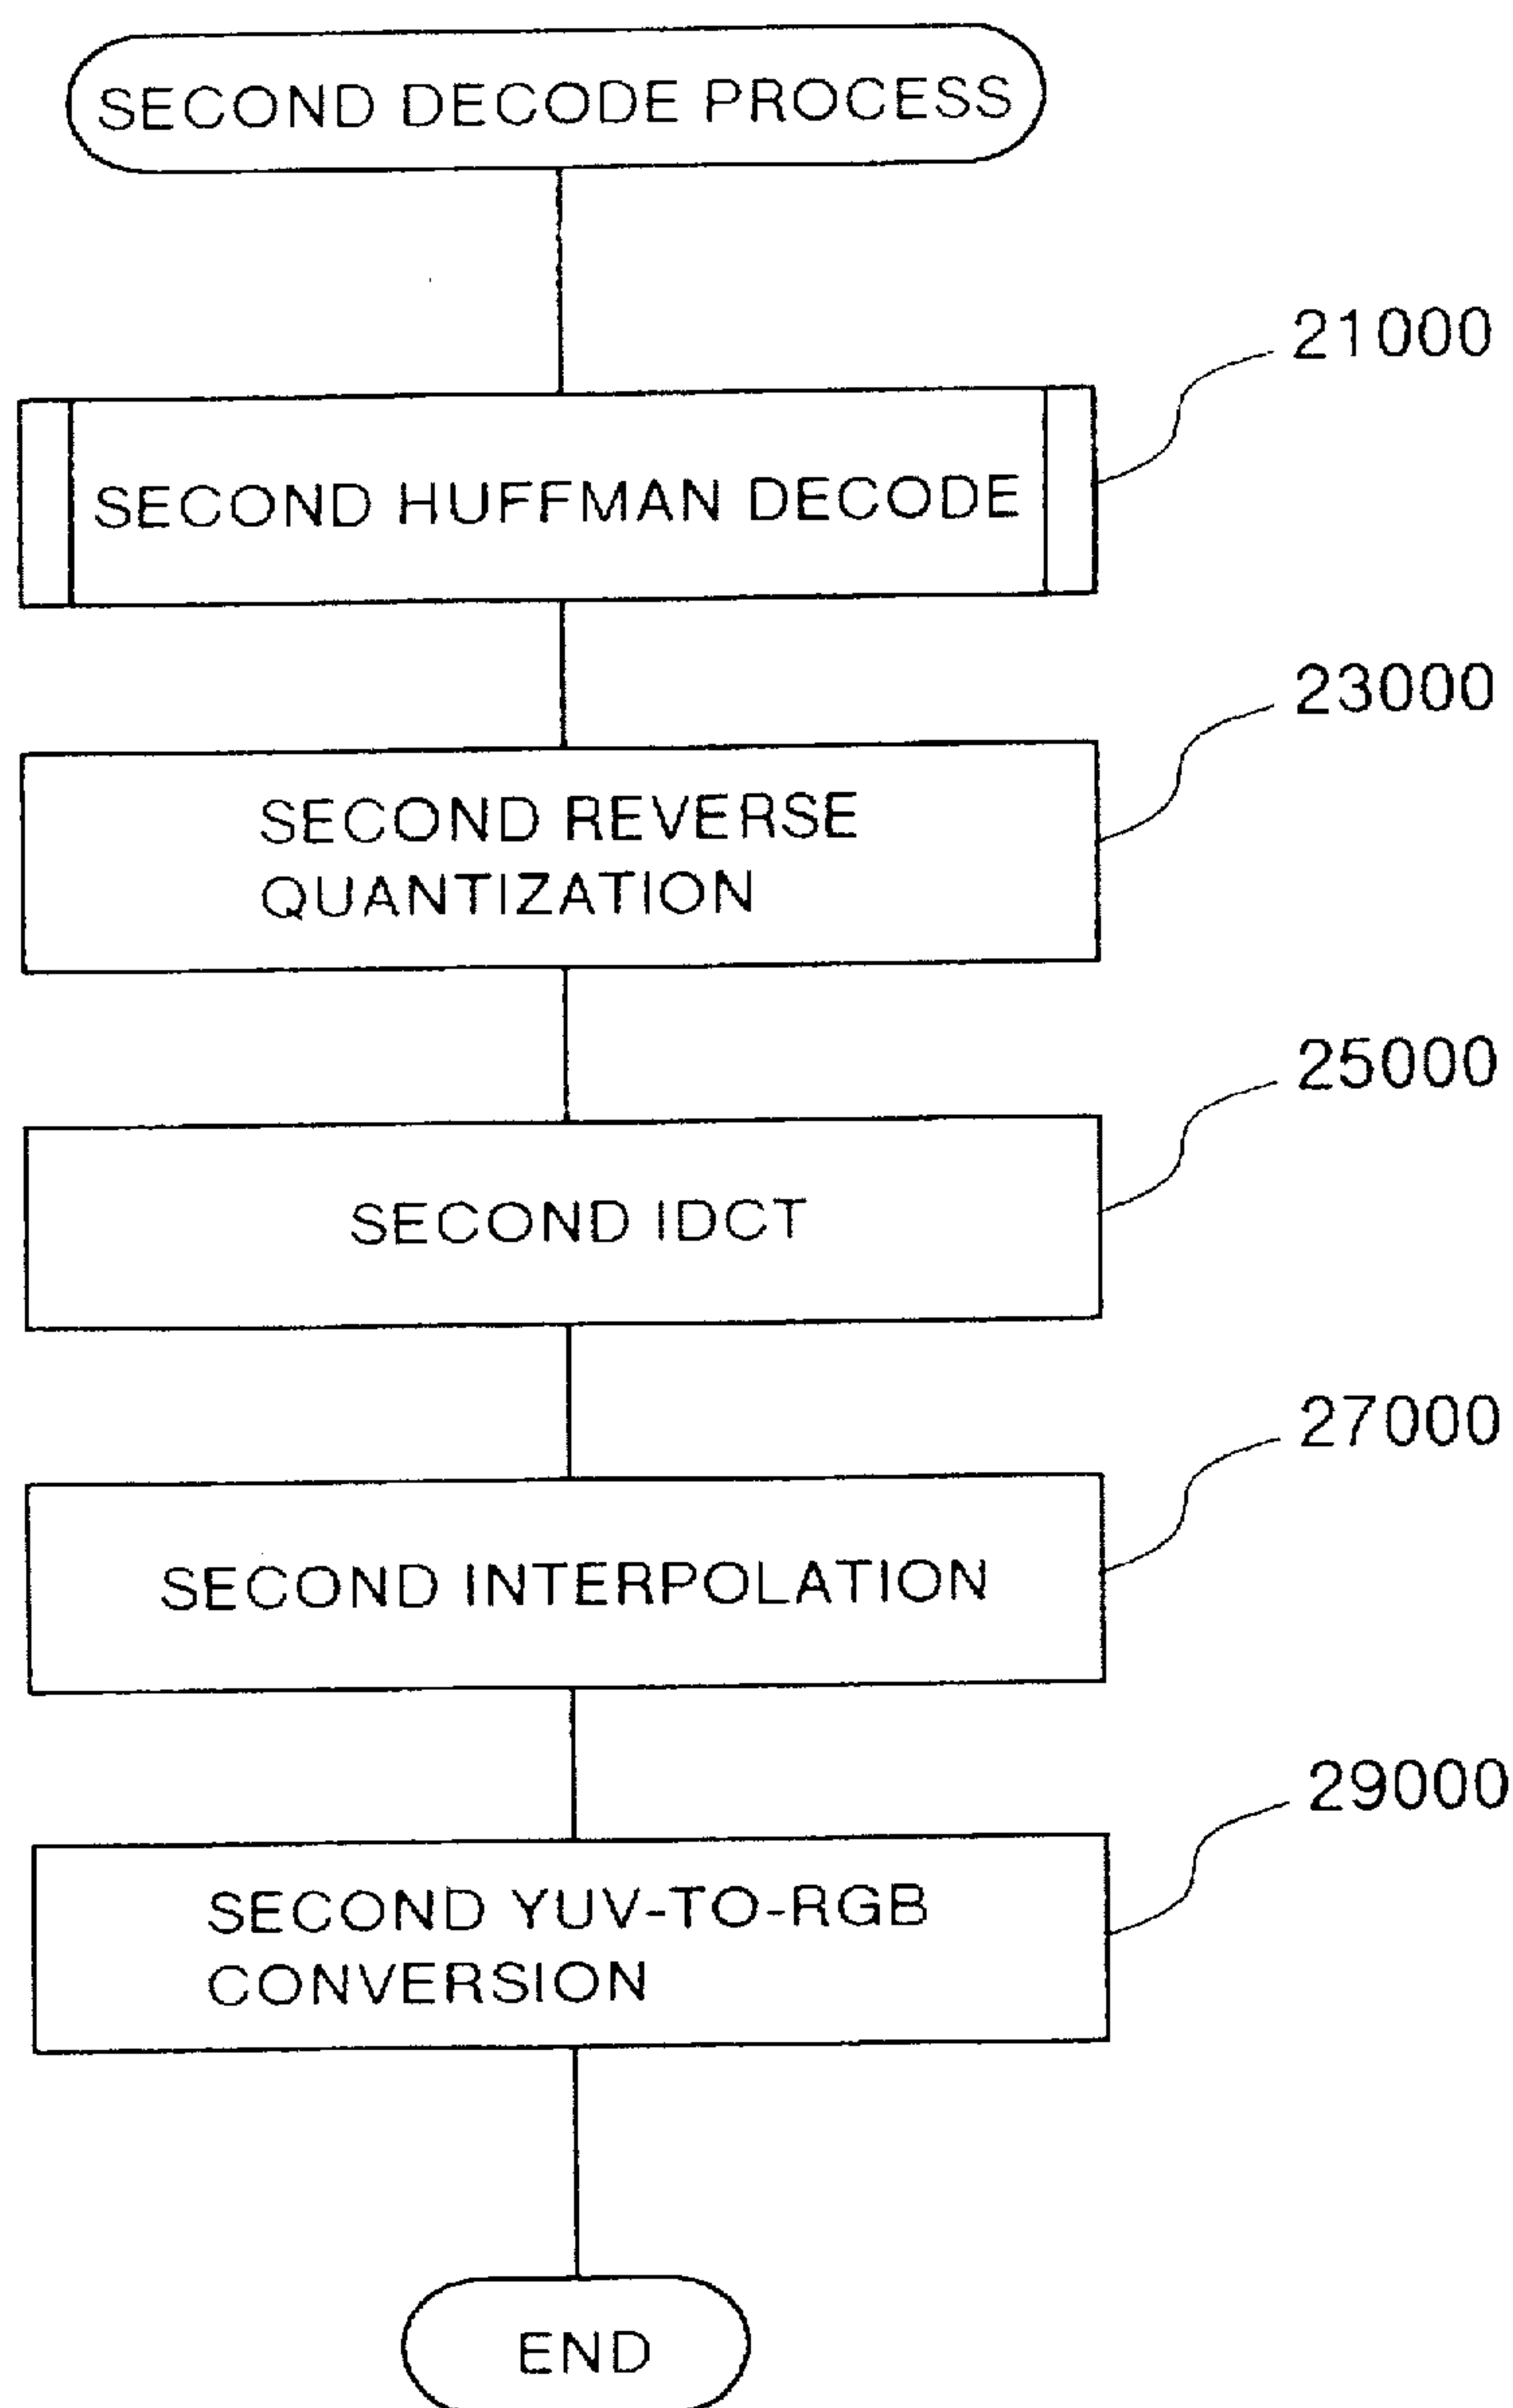 SECOND DECODE PROCESS
21000
SECOND HUFFMAN DECODE
23000
SECOND REVERSE
QUANTIZATION
25000
SECOND IDCT
27000
SECOND INTERPOLATION
29000
SECOND YUV-TO-RGB
CONVERSION
END